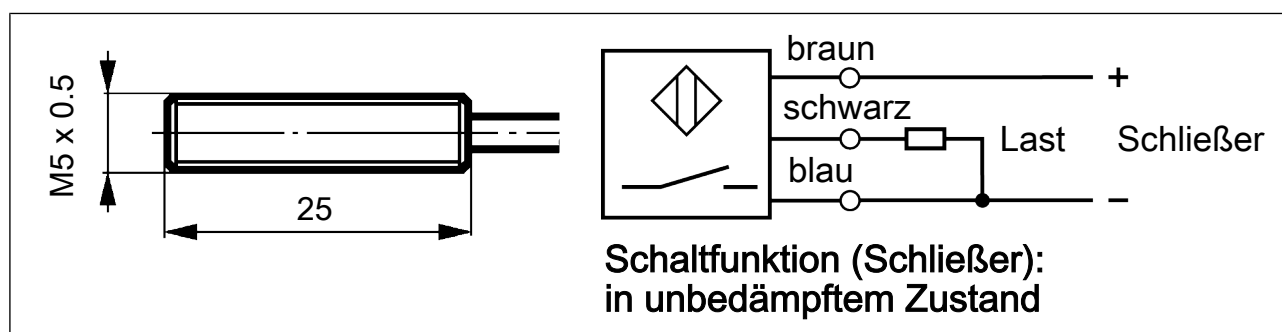 M5 x 0.5
25
braun
+
schwarz
Last
Schließer
blau
–
Schaltfunktion (Schließer):
in unbedämpftem Zustand